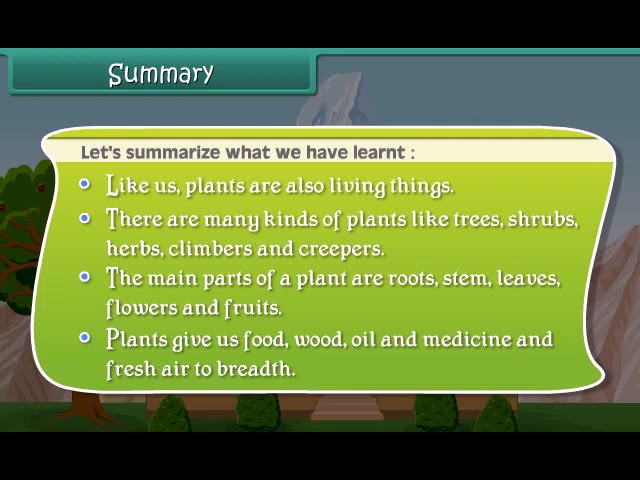 Summary
Let's summarize what we have learnt :
Like us, plants are also living things.
There are many kinds of plants like trees, shrubs,
herbs, climbers and creepers.
The main parts of a plant are roots, stem, leaves,
flowers and fruits.
Plants give us food, wood, oil and medicine and
fresh air to breadth.